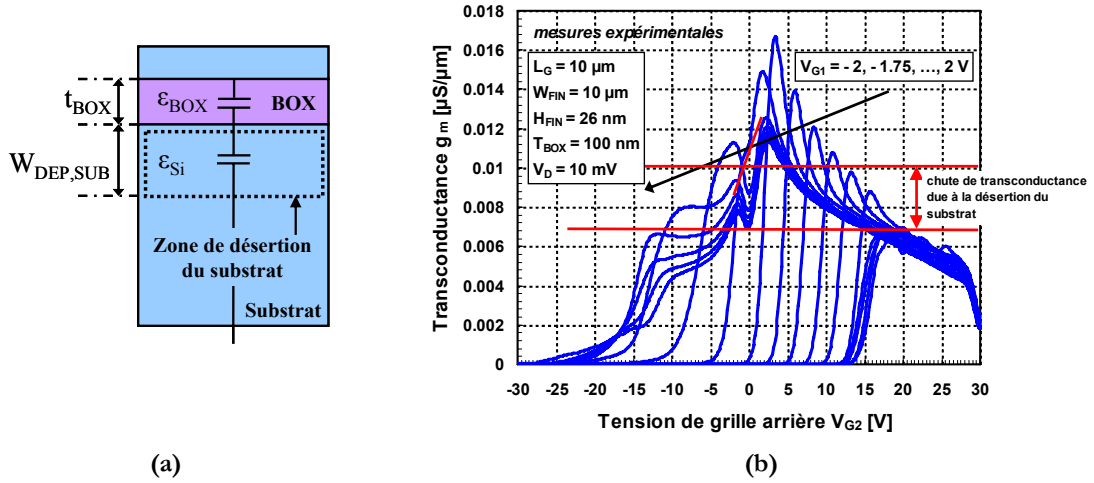 t_BOX
ε_BOX
BOX
W_DEP,SUB
ε_Si
Zone de désertion
du substrat
Substrat
(a)
Transconductance g_m [µS/µm]
0.018
0.016
0.014
0.012
0.01
0.008
0.006
0.004
0.002
0
mesures expérimentales
L_G = 10 µm
W_FIN = 10 µm
H_FIN = 26 nm
T_BOX = 100 nm
V_D = 10 mV
V_G1 = - 2, - 1.75, ..., 2 V
chute de transconductance
due à la désertion du
substrat
-30 -25 -20 -15 -10 -5 0 5 10 15 20 25 30
Tension de grille arrière V_G2 [V]
(b)